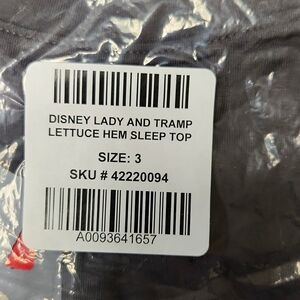 DISNEY LADY AND TRAMP
LETTUCE HEM SLEEP TOP
SIZE: 3
SKU # 42220094
A0093641657